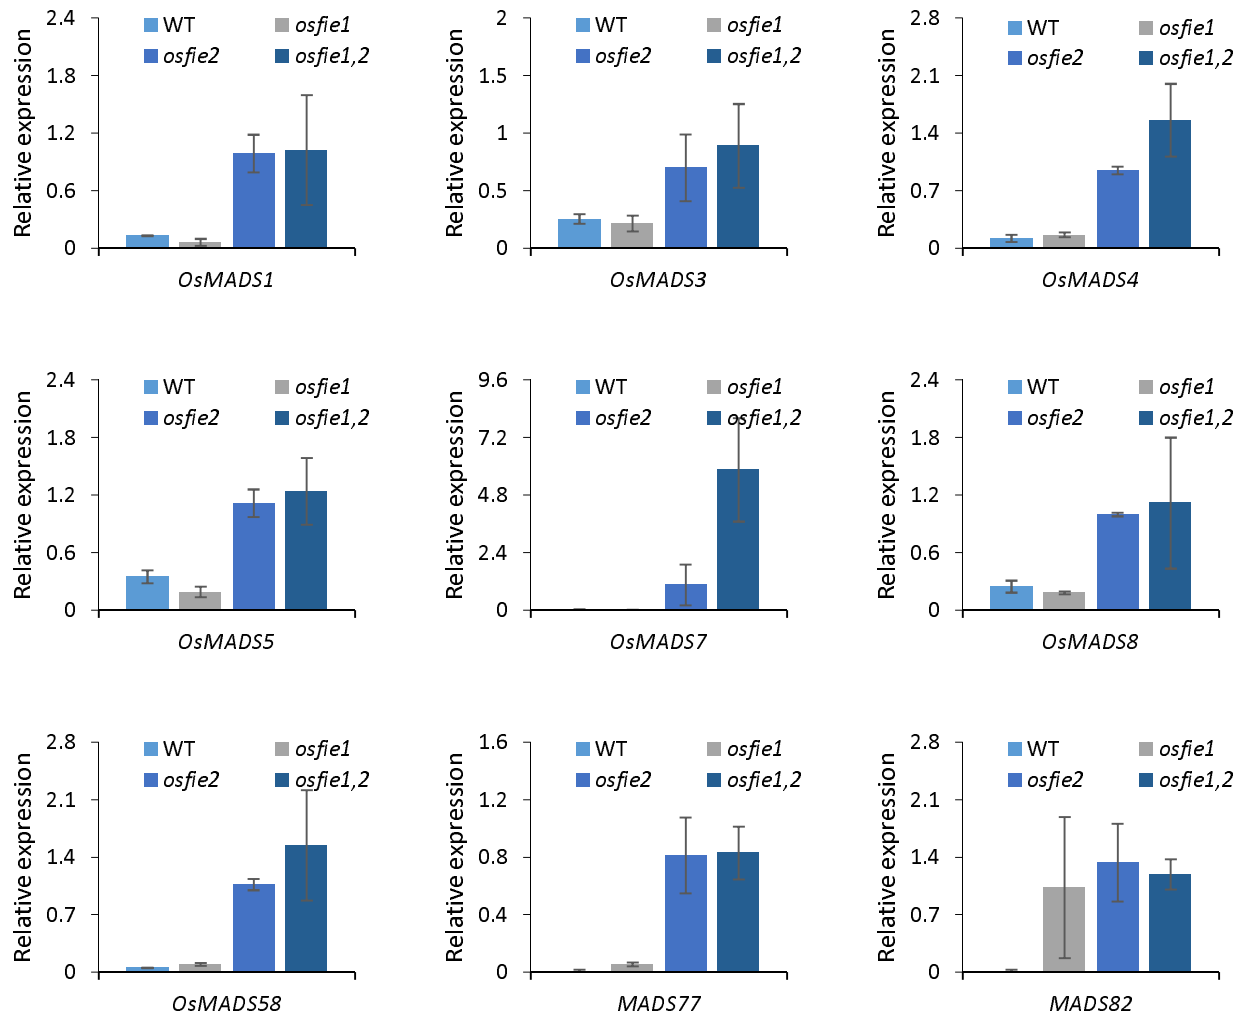 2.4 WT osfie1
osfie2 osfie1,2
1.8
1.2
0.6
0
Relative expression
OsMADS1
2 WT osfie1
osfie2 osfie1,2
1.5
1
0.5
0
Relative expression
OsMADS3
2.8 WT osfie1
osfie2 osfie1,2
2.1
1.4
0.7
0
Relative expression
OsMADS4
2.4 WT osfie1
osfie2 osfie1,2
1.8
1.2
0.6
0
Relative expression
OsMADS5
9.6 WT osfie1
osfie2 osfie1,2
7.2
4.8
2.4
0
Relative expression
OsMADS7
2.4 WT osfie1
osfie2 osfie1,2
1.8
1.2
0.6
0
Relative expression
OsMADS8
2.8 WT osfie1
osfie2 osfie1,2
2.1
1.4
0.7
0
Relative expression
OsMADS58
1.6 WT osfie1
osfie2 osfie1,2
1.2
0.8
0.4
0
Relative expression
MADS77
2.8 WT osfie1
osfie2 osfie1,2
2.1
1.4
0.7
0
Relative expression
MADS82